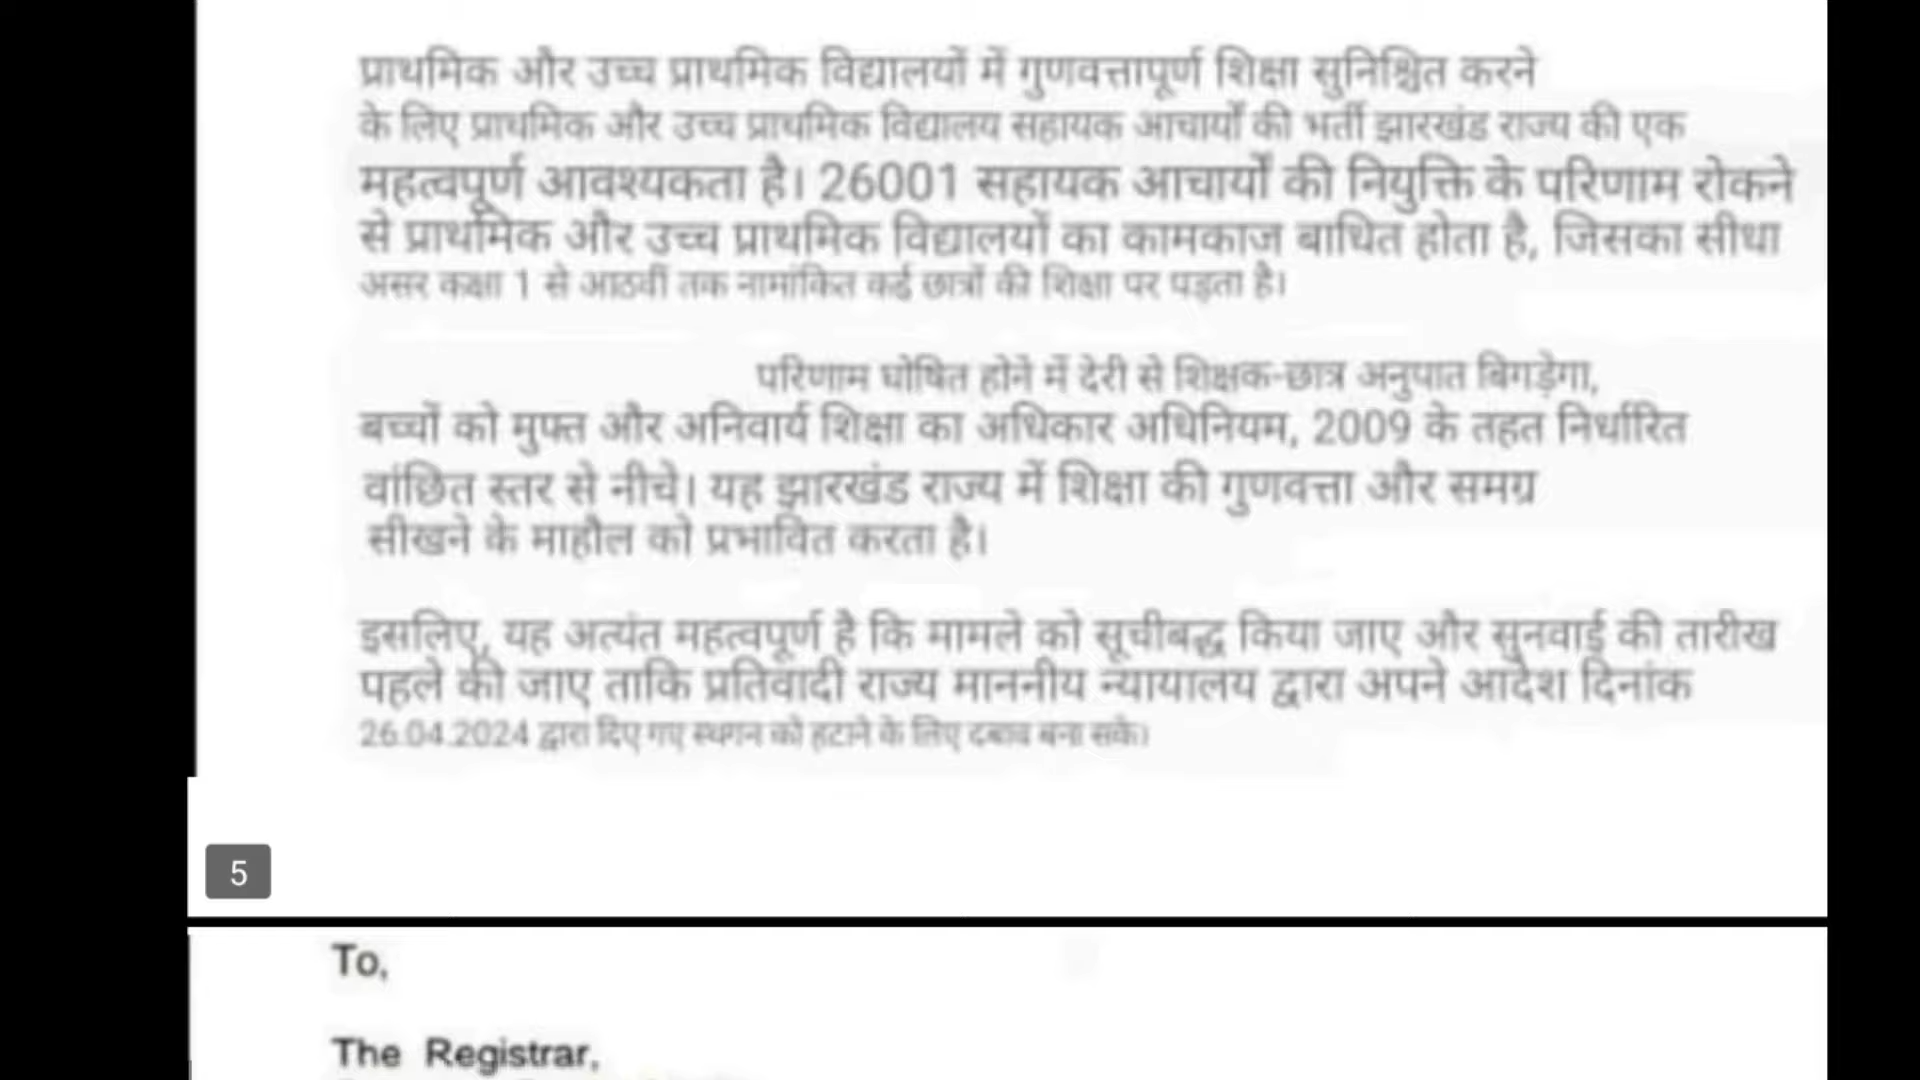 प्राथमिक और उच्च प्राथमिक विद्यालयों में गुणवत्तापूर्ण शिक्षा सुनिश्चित करने
के लिए प्राथमिक और उच्च प्राथमिक विद्यालय सहायक आचार्यों की भर्ती झारखंड राज्य की एक
महत्वपूर्ण आवश्यकता है। 26001 सहायक आचार्यों की नियुक्ति के परिणाम रोकने
से प्राथमिक और उच्च प्राथमिक विद्यालयों का कामकाज बाधित होता है, जिसका सीधा
असर कक्षा 1 से आठवीं तक नामांकित कई छात्रों की शिक्षा पर पड़ता है।
परिणाम घोषित होने में देरी से शिक्षक-छात्र अनुपात बिगड़ेगा,
बच्चों को मुफ्त और अनिवार्य शिक्षा का अधिकार अधिनियम, 2009 के तहत निर्धारित
वांछित स्तर से नीचे। यह झारखंड राज्य में शिक्षा की गुणवत्ता और समग्र
सीखने के माहौल को प्रभावित करता है।
इसलिए, यह अत्यंत महत्वपूर्ण है कि मामले को सूचीबद्ध किया जाए और सुनवाई की तारीख
पहले की जाए ताकि प्रतिवादी राज्य माननीय न्यायालय द्वारा अपने आदेश दिनांक
26.04.2024 द्वारा दिए गए स्थगन को हटाने के लिए दबाव बना सके।
5
To,
The Registrar,